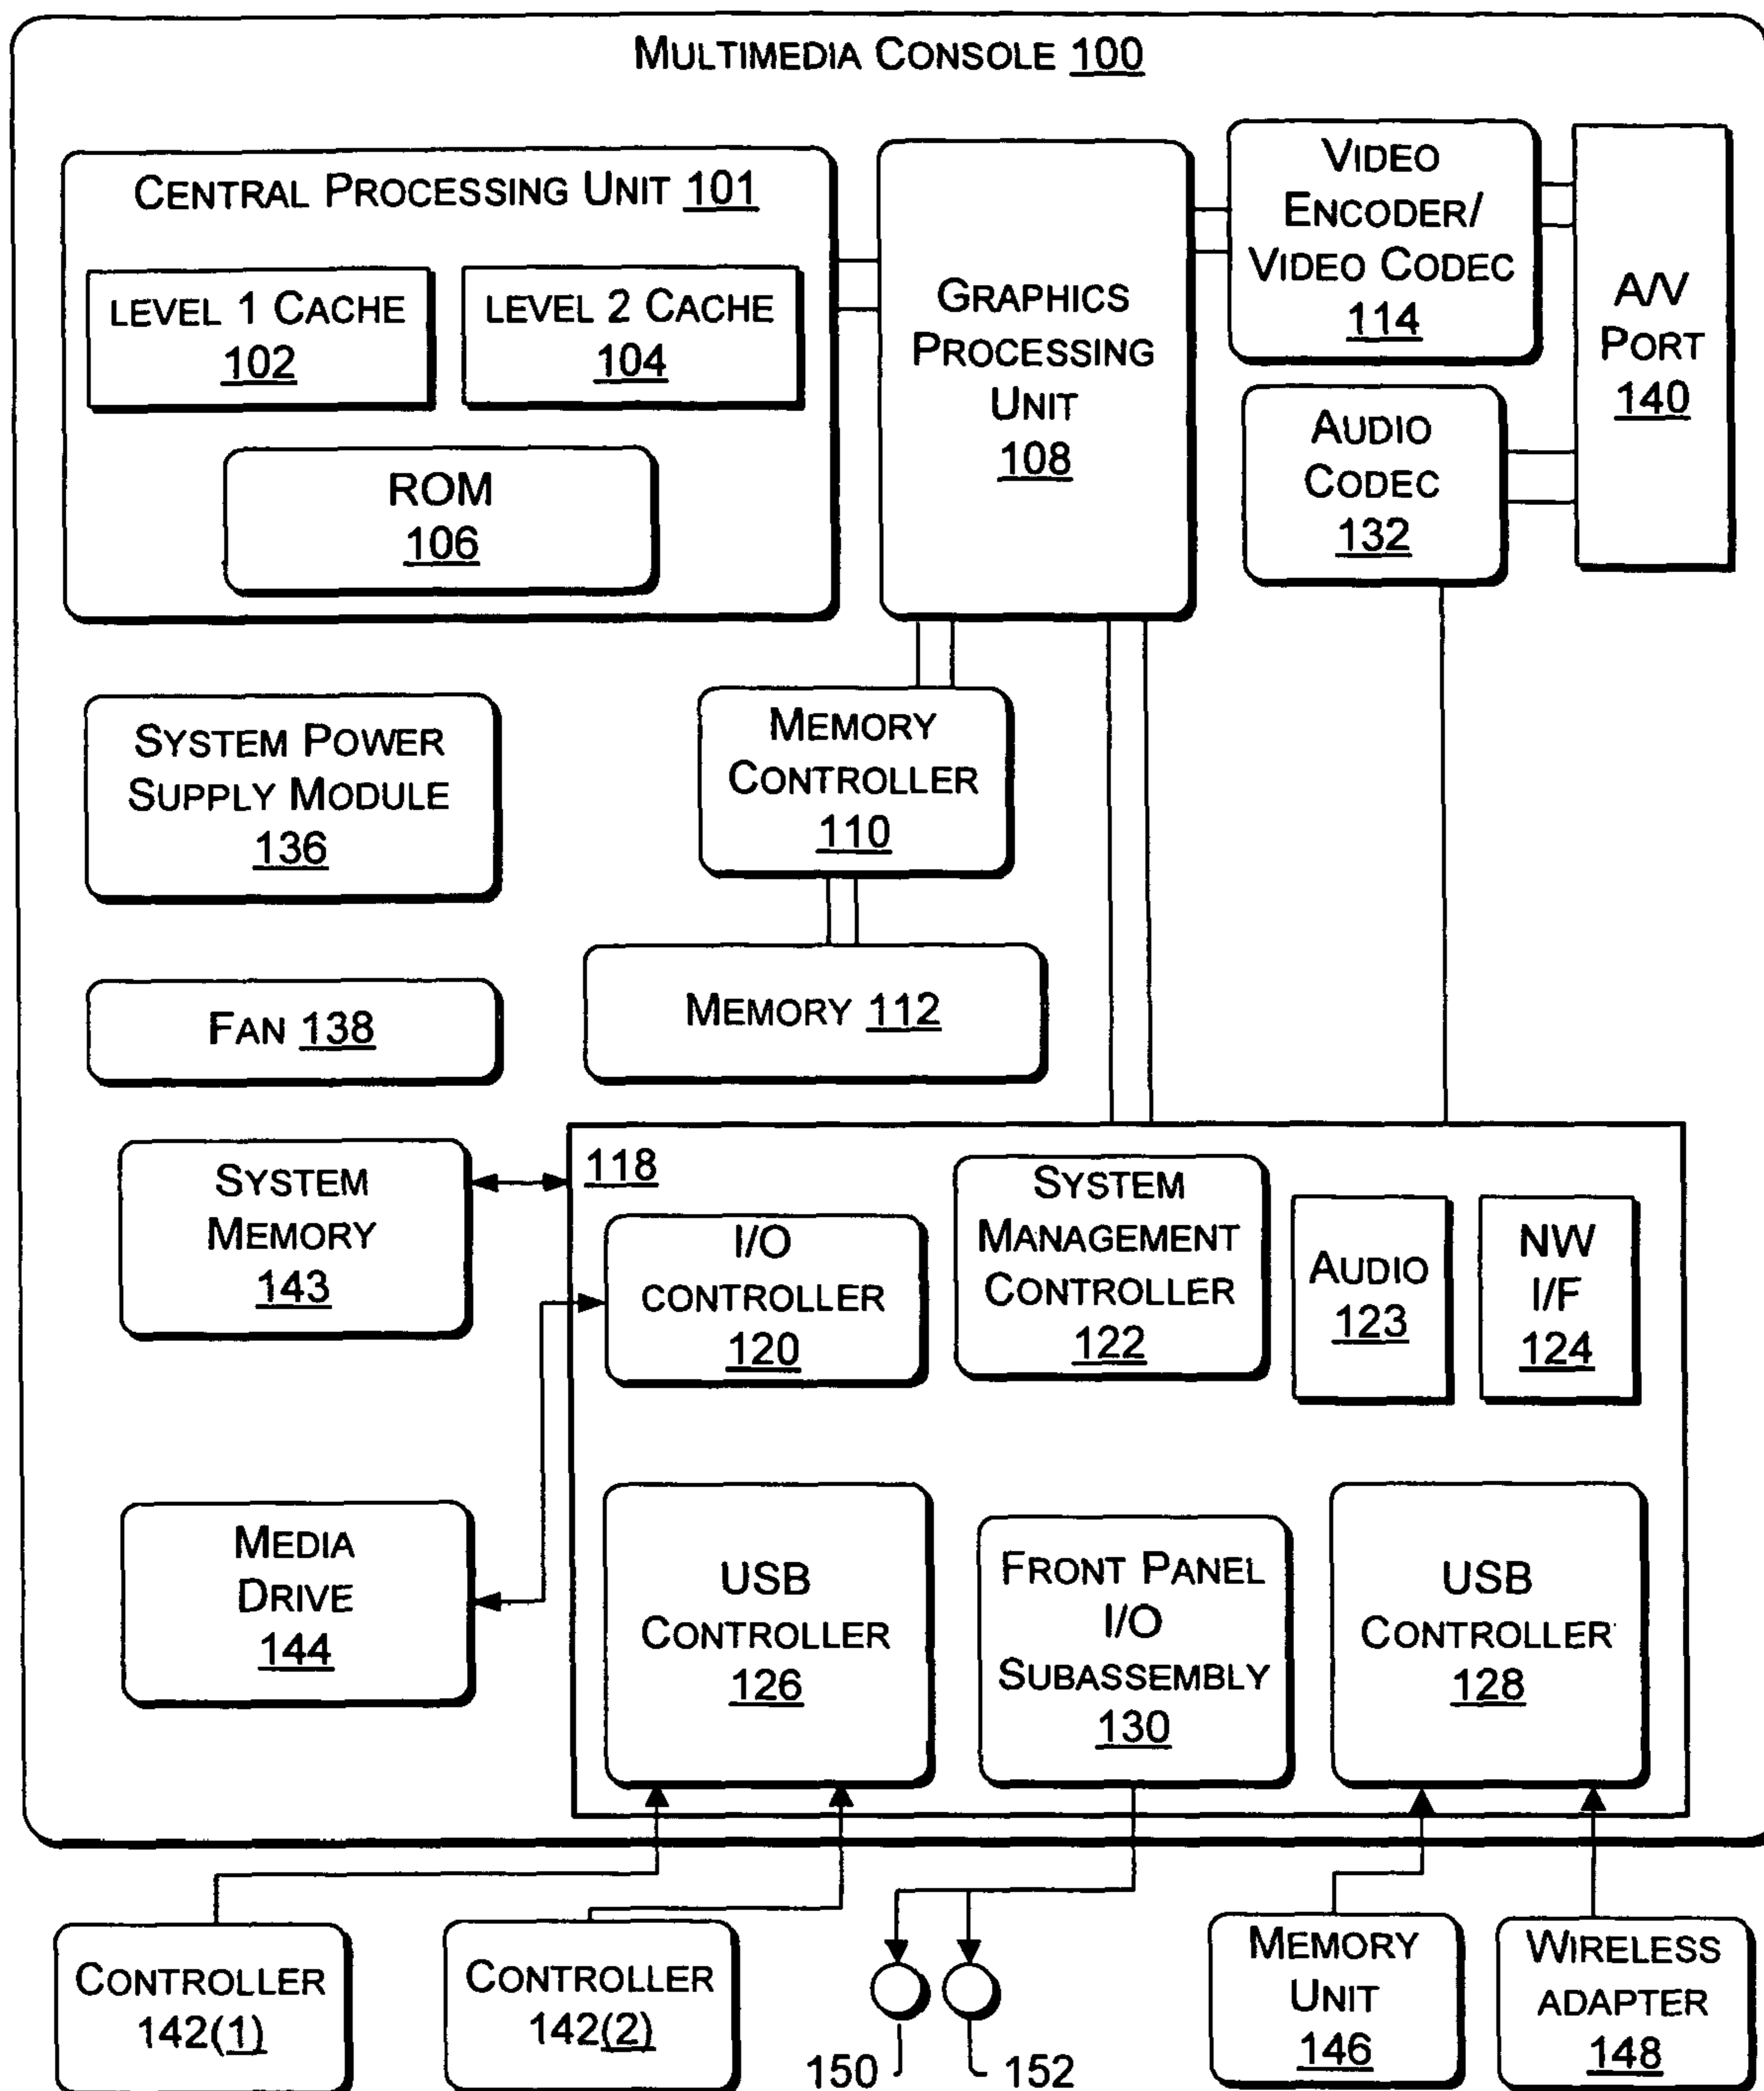 MULTIMEDIA CONSOLE 100
CENTRAL PROCESSING UNIT 101
LEVEL 1 CACHE
102
LEVEL 2 CACHE
104
ROM
106
GRAPHICS
PROCESSING
UNIT
108
VIDEO
ENCODER/
VIDEO CODEC
114
AUDIO
CODEC
132
A/V
PORT
140
SYSTEM POWER
SUPPLY MODULE
136
MEMORY
CONTROLLER
110
FAN 138
MEMORY 112
SYSTEM
MEMORY
143
118
I/O
CONTROLLER
120
SYSTEM
MANAGEMENT
CONTROLLER
122
AUDIO
123
NW
I/F
124
MEDIA
DRIVE
144
USB
CONTROLLER
126
FRONT PANEL
I/O
SUBASSEMBLY
130
USB
CONTROLLER
128
CONTROLLER
142(1)
CONTROLLER
142(2)
150
152
MEMORY
UNIT
146
WIRELESS
ADAPTER
148